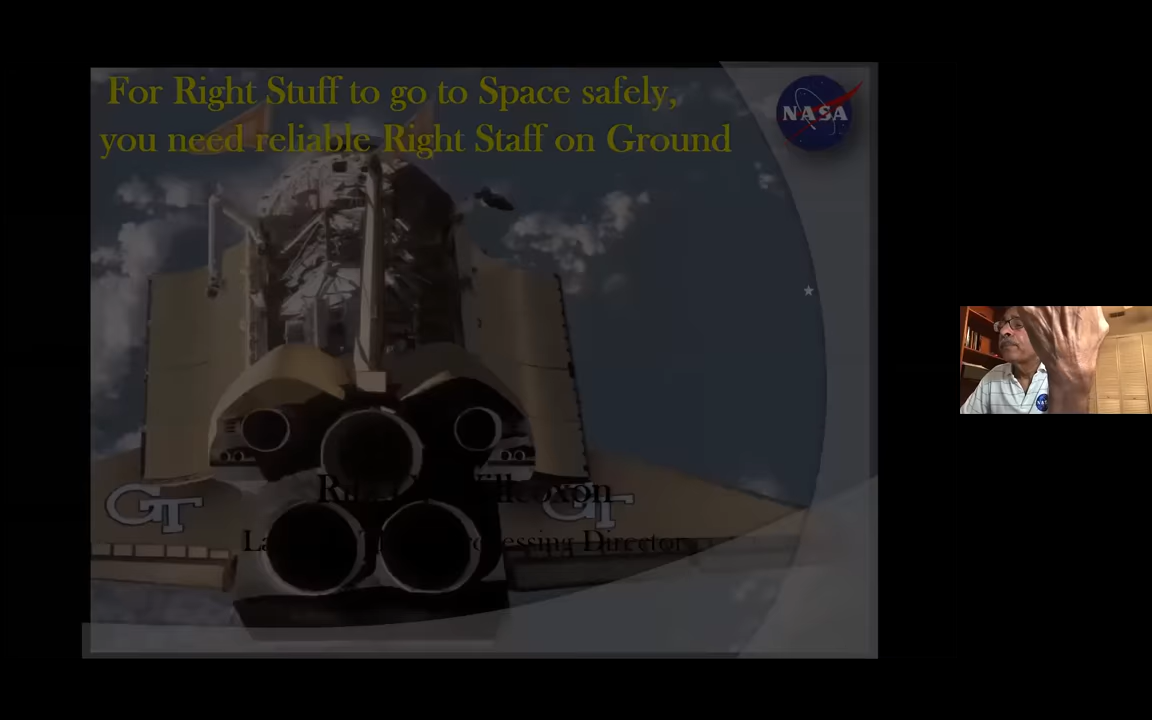 For Right Stuff to go to Space safely,
you need reliable Right Staff on Ground
NASA
GT
GT
Processing Director